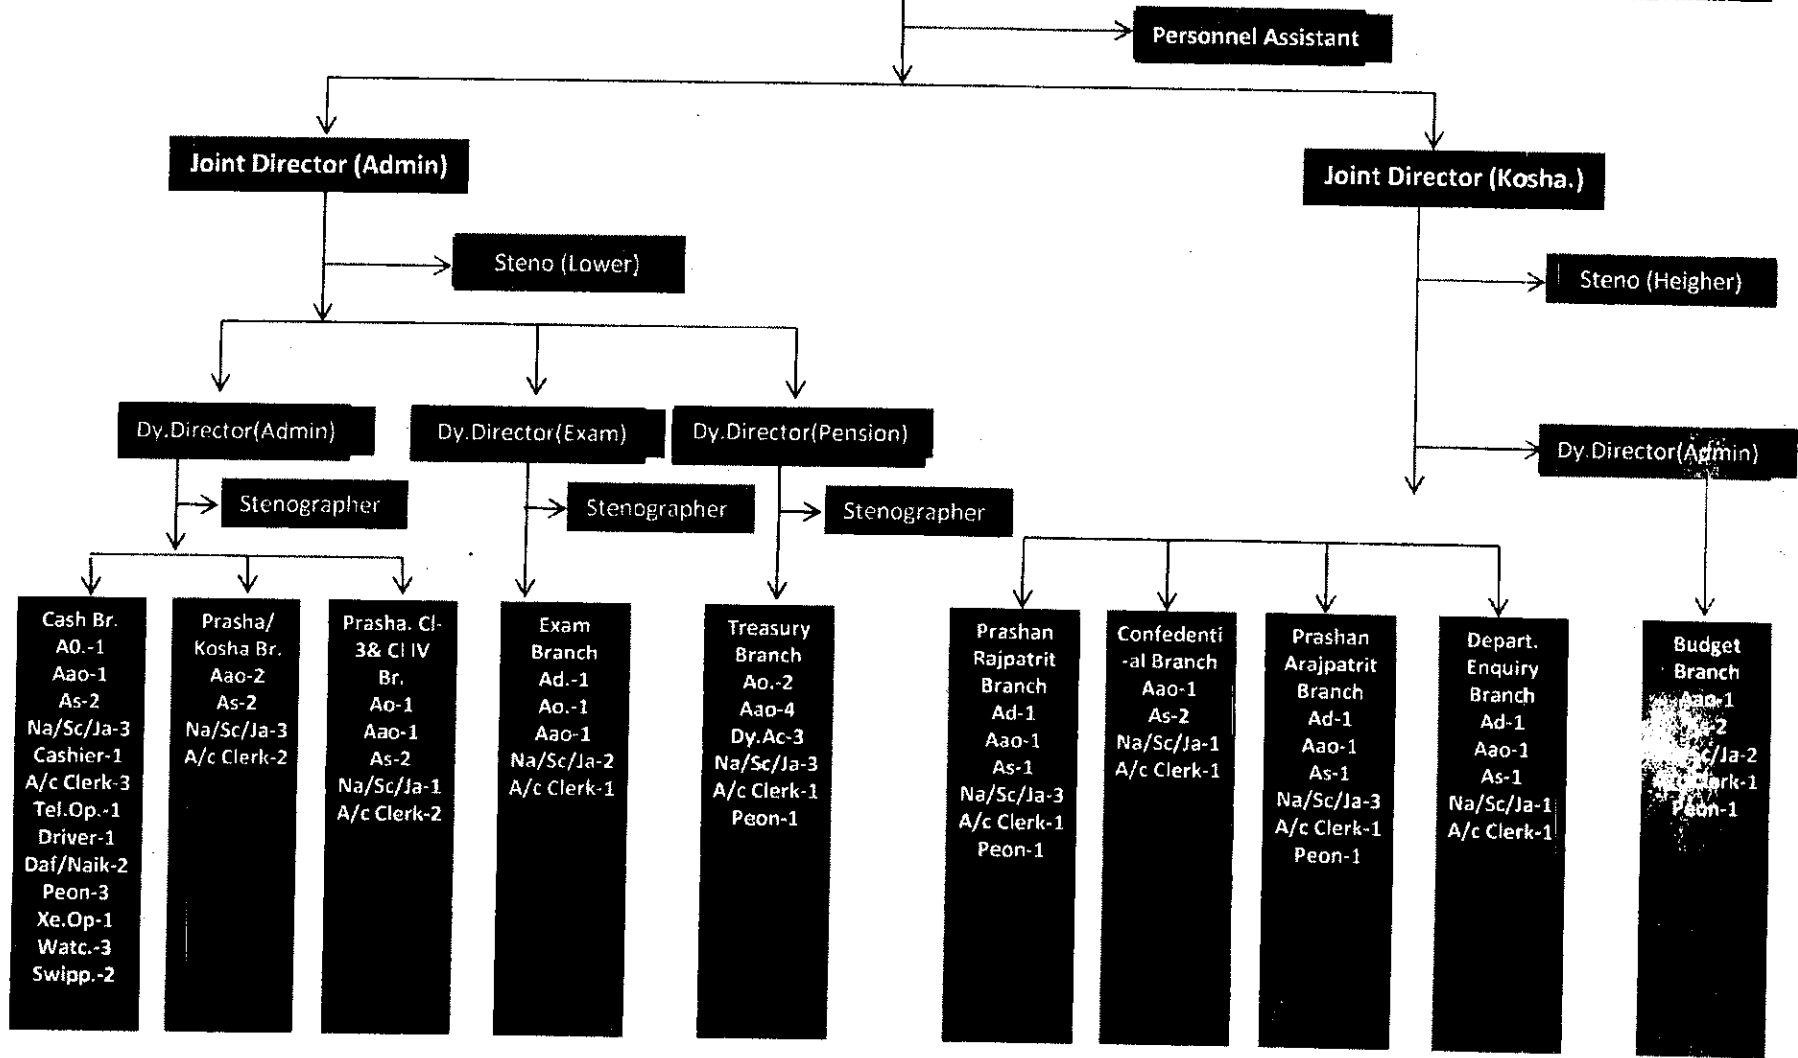 Personnel Assistant
Joint Director (Admin)
Joint Director (Kosha.)
Steno (Lower)
Steno (Heigher)
Dy.Director(Admin)
Dy.Director(Exam)
Dy.Director(Pension)
Dy.Director(Admin)
Stenographer
Stenographer
Stenographer
Cash Br.
A0.-1
Aao-1
As-2
Na/Sc/Ja-3
Cashier-1
A/c Clerk-3
Tel.Op.-1
Driver-1
Daf/Naik-2
Peon-3
Xe.Op-1
Watc.-3
Swipp.-2
Prasha/
Kosha Br.
Aao-2
As-2
Na/Sc/Ja-3
A/c Clerk-2
Prasha. Cl-
3& Cl IV
Br.
Ao-1
Aao-1
As-2
Na/Sc/Ja-1
A/c Clerk-2
Exam
Branch
Ad.-1
Ao.-1
Aao-1
Na/Sc/Ja-2
A/c Clerk-1
Treasury
Branch
Ao.-2
Aao-4
Dy.Ac-3
Na/Sc/Ja-3
A/c Clerk-1
Peon-1
Prashan
Rajpatrit
Branch
Ad-1
Aao-1
As-1
Na/Sc/Ja-3
A/c Clerk-1
Peon-1
Confedenti
-al Branch
Aao-1
As-2
Na/Sc/Ja-1
A/c Clerk-1
Prashan
Arajpatrit
Branch
Ad-1
Aao-1
As-1
Na/Sc/Ja-3
A/c Clerk-1
Peon-1
Depart.
Enquiry
Branch
Ad-1
Aao-1
As-1
Na/Sc/Ja-1
A/c Clerk-1
Budget
Branch
Aao-1
-2
c/Ja-2
Peon-1